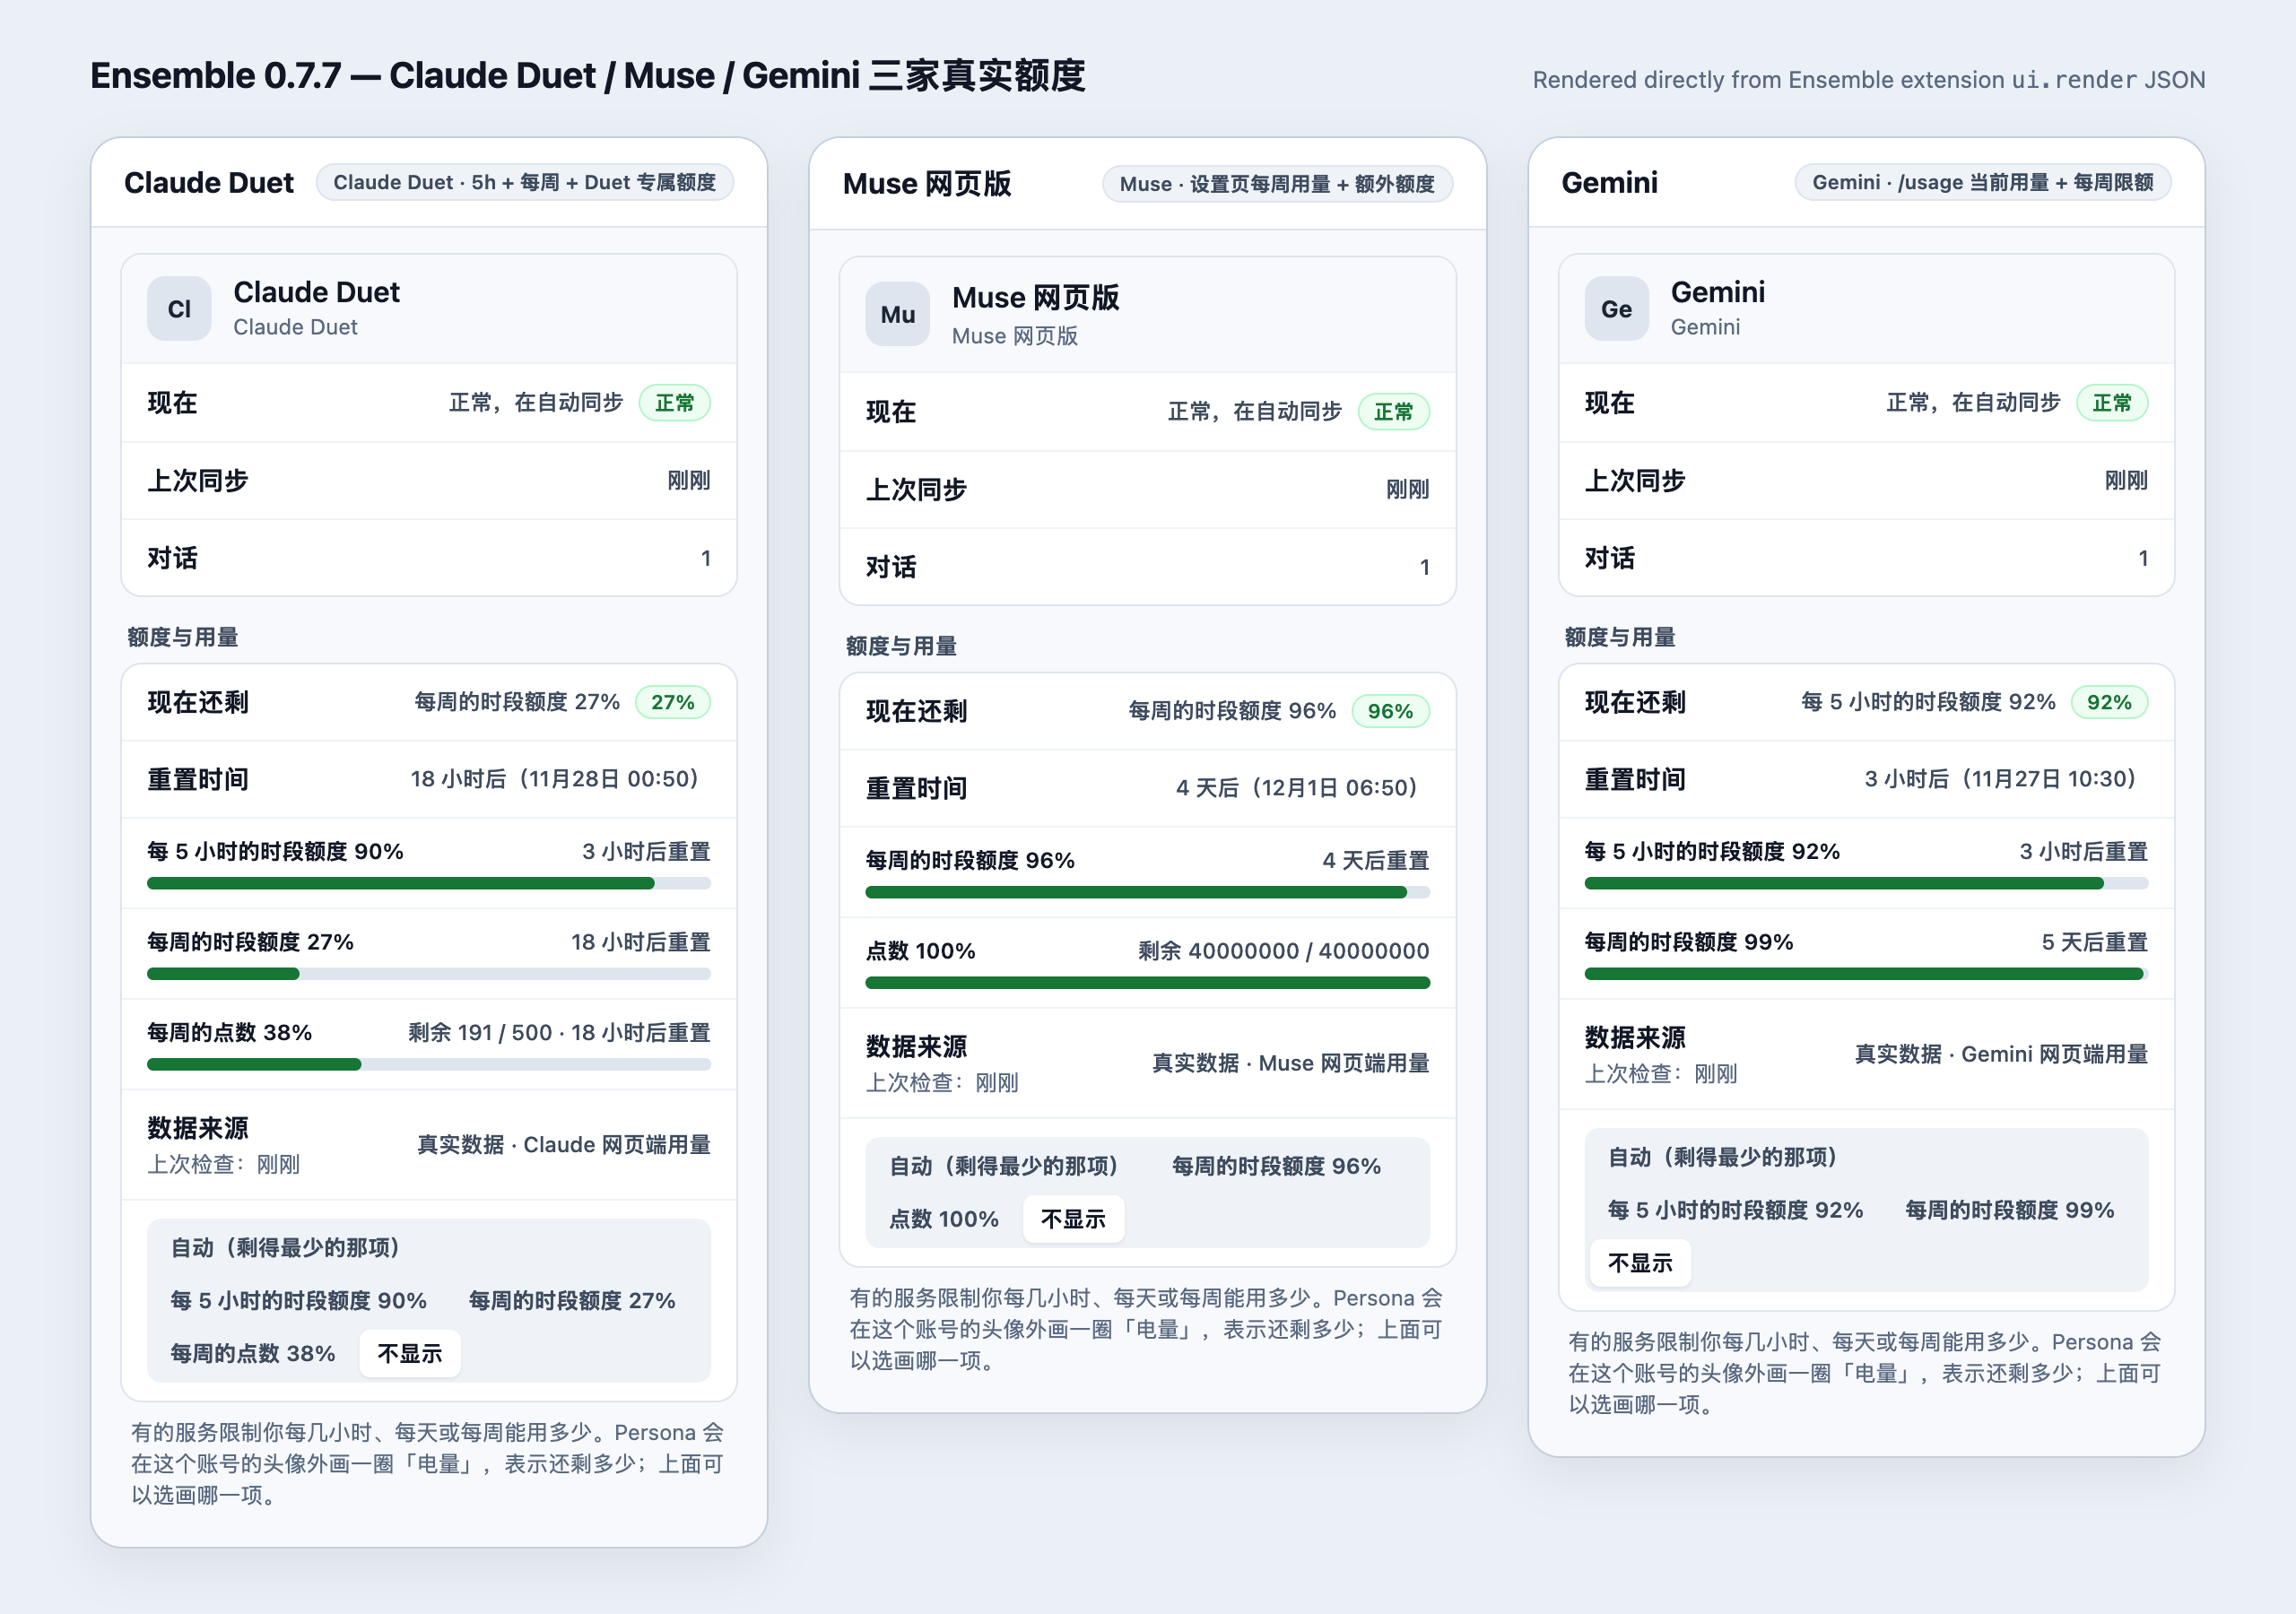 Ensemble 0.7.7 — Claude Duet / Muse / Gemini 三家真实额度
Rendered directly from Ensemble extension ui.render JSON
Claude Duet
Claude Duet · 5h + 每周 + Duet 专属额度
Cl
Claude Duet
Claude Duet
现在
正常，在自动同步
正常
上次同步
刚刚
对话
1
额度与用量
现在还剩
每周的时段额度 27%
27%
重置时间
18 小时后（11月28日 00:50）
每 5 小时的时段额度 90%
3 小时后重置
每周的时段额度 27%
18 小时后重置
每周的点数 38%
剩余 191 / 500 · 18 小时后重置
数据来源
上次检查：刚刚
真实数据 · Claude 网页端用量
自动（剩得最少的那项）
每 5 小时的时段额度 90%
每周的时段额度 27%
每周的点数 38%
不显示
有的服务限制你每几小时、每天或每周能用多少。Persona 会
在这个账号的头像外画一圈「电量」，表示还剩多少；上面可
以选画哪一项。
Muse 网页版
Muse · 设置页每周用量 + 额外额度
Mu
Muse 网页版
Muse 网页版
现在
正常，在自动同步
正常
上次同步
刚刚
对话
1
额度与用量
现在还剩
每周的时段额度 96%
96%
重置时间
4 天后（12月1日 06:50）
每周的时段额度 96%
4 天后重置
点数 100%
剩余 40000000 / 40000000
数据来源
上次检查：刚刚
真实数据 · Muse 网页端用量
自动（剩得最少的那项）
每周的时段额度 96%
点数 100%
不显示
有的服务限制你每几小时、每天或每周能用多少。Persona 会
在这个账号的头像外画一圈「电量」，表示还剩多少；上面可
以选画哪一项。
Gemini
Gemini · /usage 当前用量 + 每周限额
Ge
Gemini
Gemini
现在
正常，在自动同步
正常
上次同步
刚刚
对话
1
额度与用量
现在还剩
每 5 小时的时段额度 92%
92%
重置时间
3 小时后（11月27日 10:30）
每 5 小时的时段额度 92%
3 小时后重置
每周的时段额度 99%
5 天后重置
数据来源
上次检查：刚刚
真实数据 · Gemini 网页端用量
自动（剩得最少的那项）
每 5 小时的时段额度 92%
每周的时段额度 99%
不显示
有的服务限制你每几小时、每天或每周能用多少。Persona 会
在这个账号的头像外画一圈「电量」，表示还剩多少；上面可
以选画哪一项。